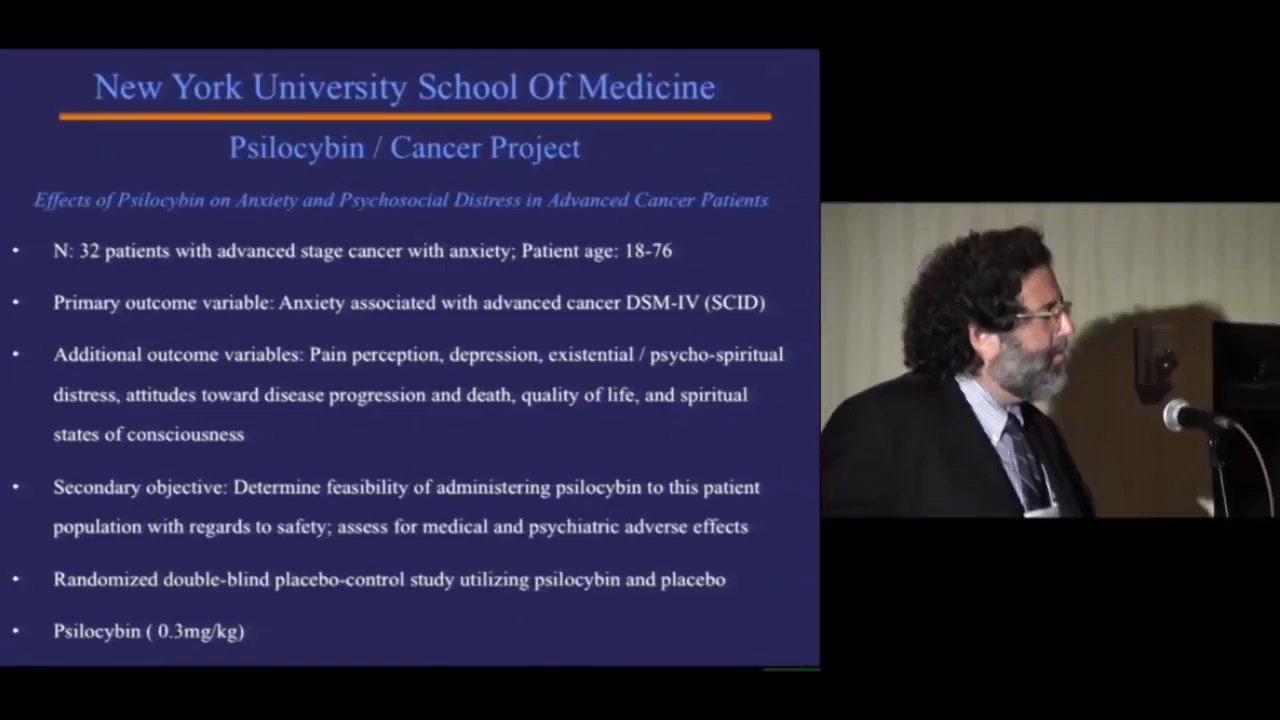 New York University School Of Medicine
Psilocybin / Cancer Project
Effects of Psilocybin on Anxiety and Psychosocial Distress in Advanced Cancer Patients
• N: 32 patients with advanced stage cancer with anxiety; Patient age: 18-76
• Primary outcome variable: Anxiety associated with advanced cancer DSM-IV (SCID)
• Additional outcome variables: Pain perception, depression, existential / psycho-spiritual
distress, attitudes toward disease progression and death, quality of life, and spiritual
states of consciousness
• Secondary objective: Determine feasibility of administering psilocybin to this patient
population with regards to safety; assess for medical and psychiatric adverse effects
• Randomized double-blind placebo-control study utilizing psilocybin and placebo
• Psilocybin ( 0.3mg/kg)